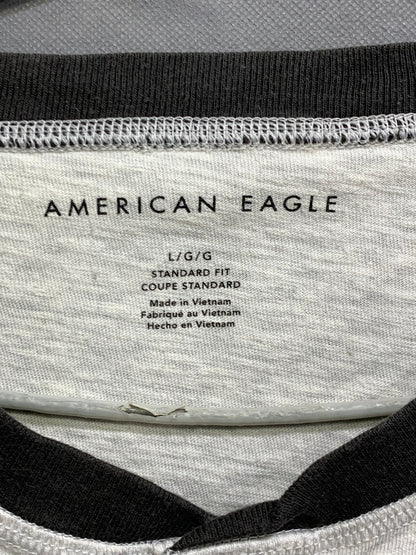 AMERICAN EAGLE
L/G/G
STANDARD FIT
COUPE STANDARD
Made in Vietnam
Fabriqué au Vietnam
Hecho en Vietnam